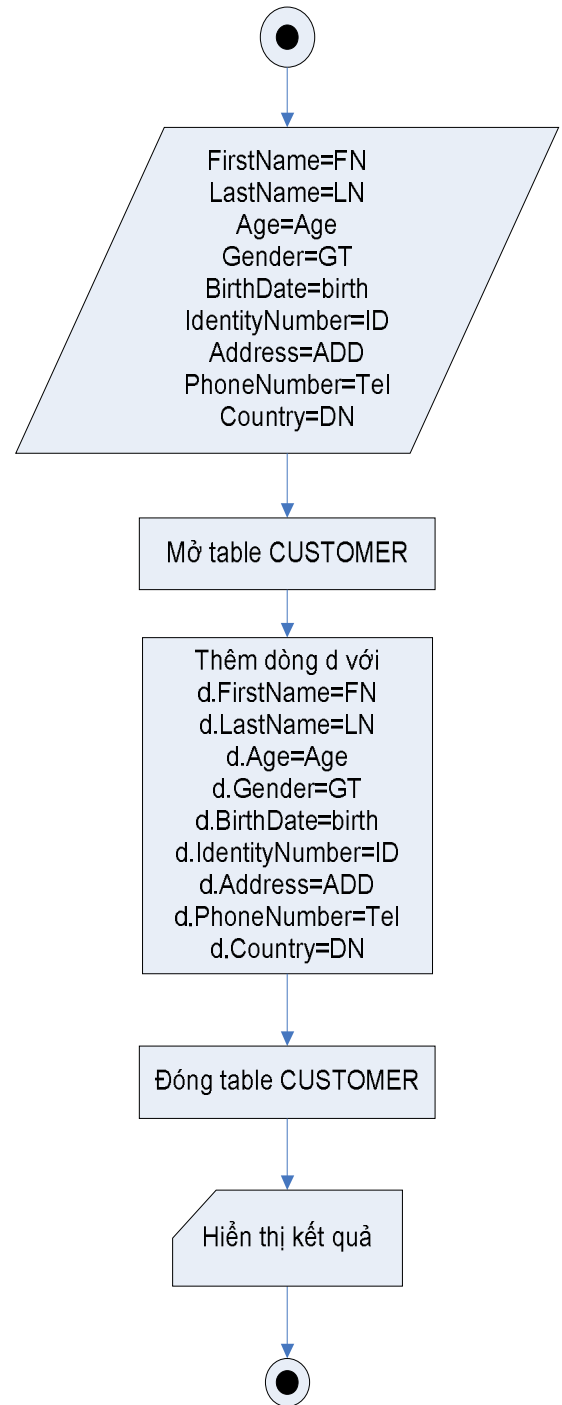 FirstName=FN
LastName=LN
Age=Age
Gender=GT
BirthDate=birth
IdentityNumber=ID
Address=ADD
PhoneNumber=Tel
Country=DN
Mở table CUSTOMER
Thêm dòng d với
d.FirstName=FN
d.LastName=LN
d.Age=Age
d.Gender=GT
d.BirthDate=birth
d.IdentityNumber=ID
d.Address=ADD
d.PhoneNumber=Tel
d.Country=DN
Đóng table CUSTOMER
Hiển thị kết quả